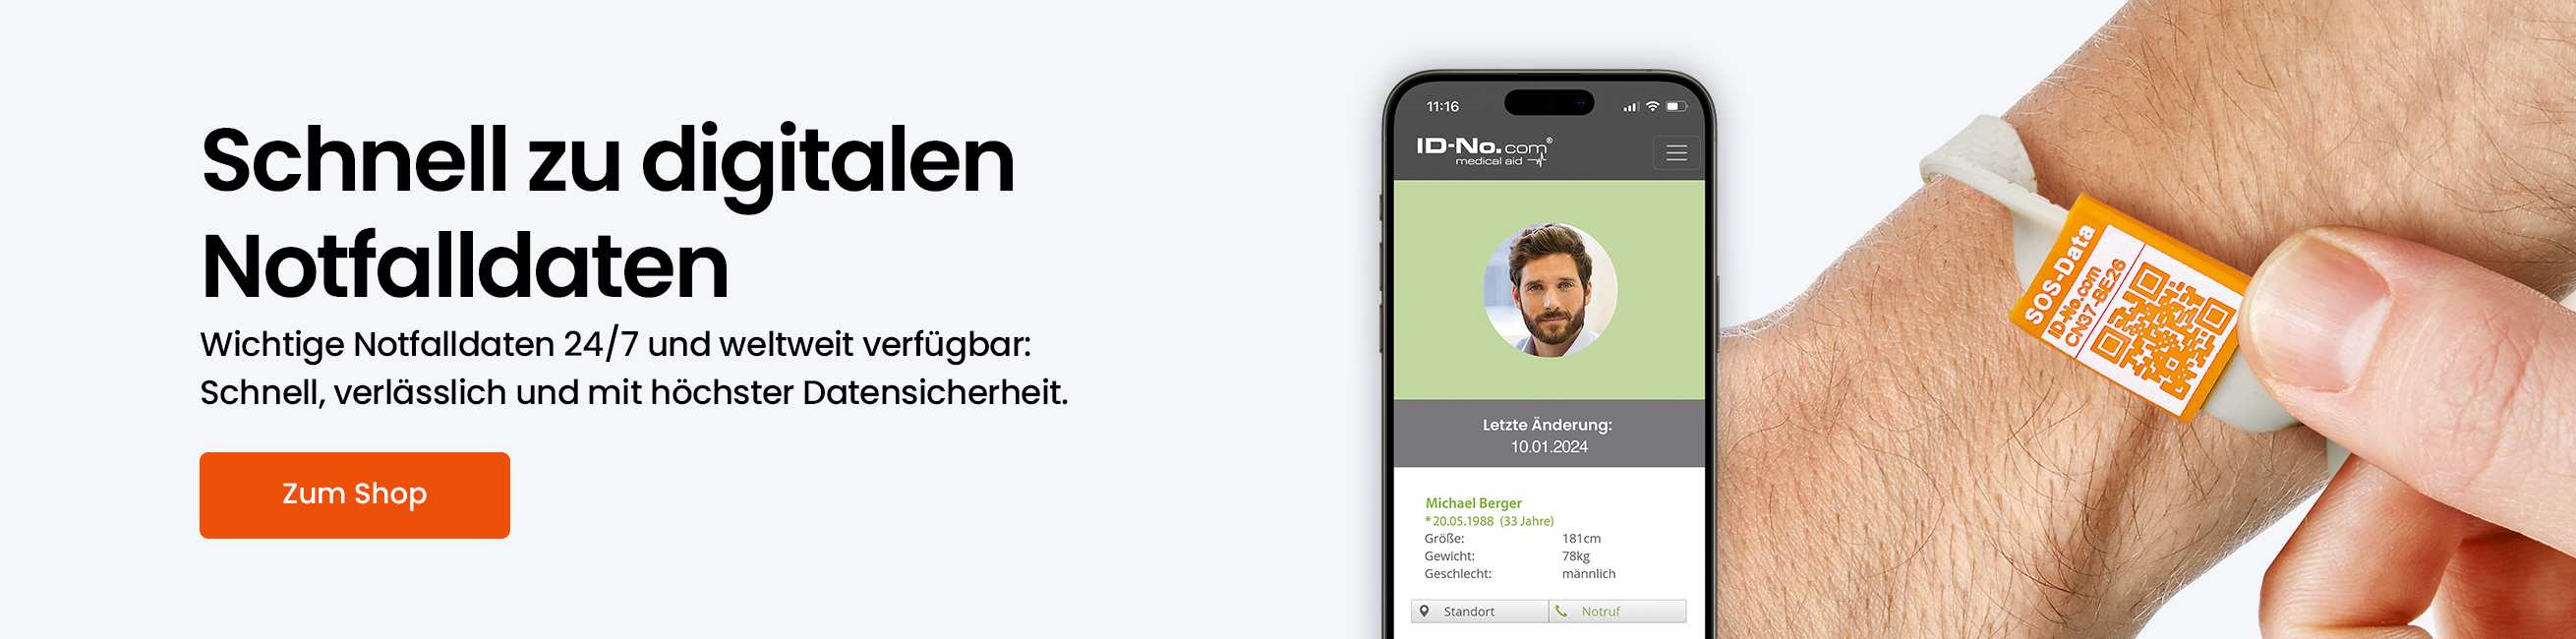 Schnell zu digitalen
Notfalldaten
Wichtige Notfalldaten 24/7 und weltweit verfügbar:
Schnell, verlässlich und mit höchster Datensicherheit.
Zum Shop
11:16
ID-No.com®
medical aid
Letzte Änderung:
10.01.2024
Michael Berger
*20.05.1988 (33 Jahre)
Größe: 181cm
Gewicht: 78kg
Geschlecht: männlich
Standort Notruf
SOS-Data
ID-No.com
CN37-BE26